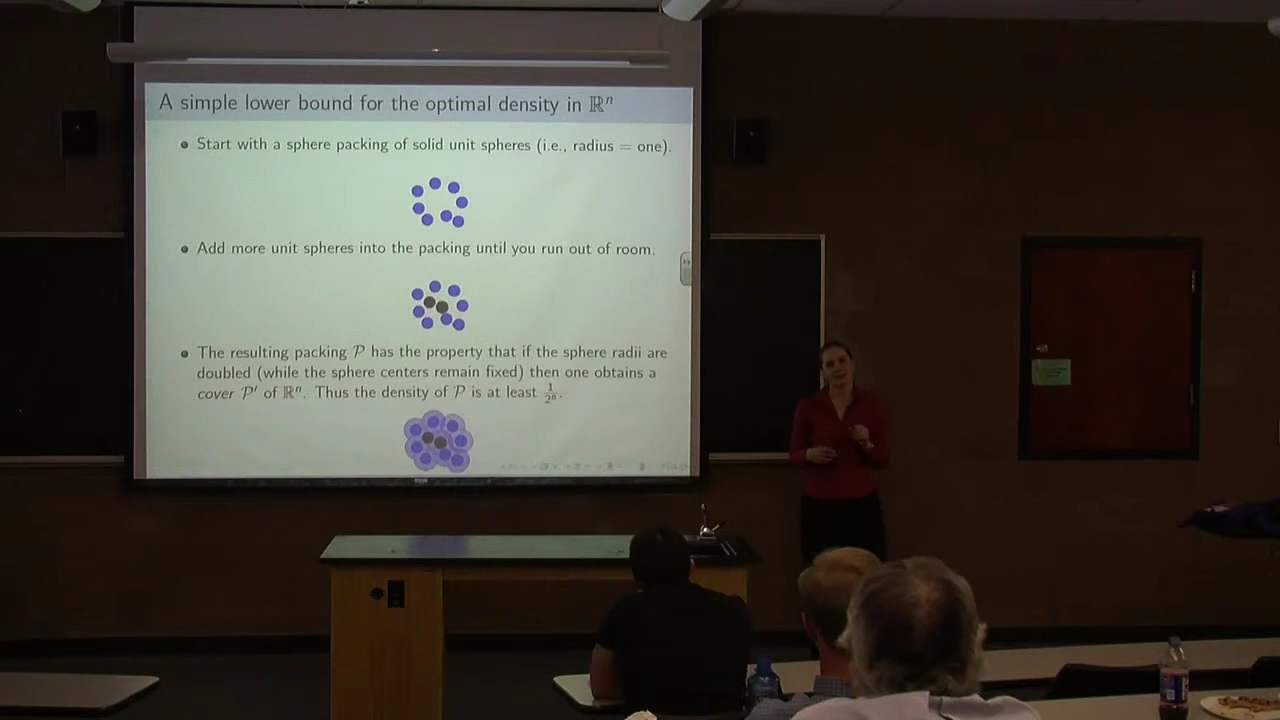 A simple lower bound for the optimal density in ℝⁿ
• Start with a sphere packing of solid unit spheres (i.e., radius = one).
• Add more unit spheres into the packing until you run out of room.
• The resulting packing 𝒫 has the property that if the sphere radii are
doubled (while the sphere centers remain fixed) then one obtains a
cover 𝒫′ of ℝⁿ. Thus the density of 𝒫 is at least 1/2ⁿ.